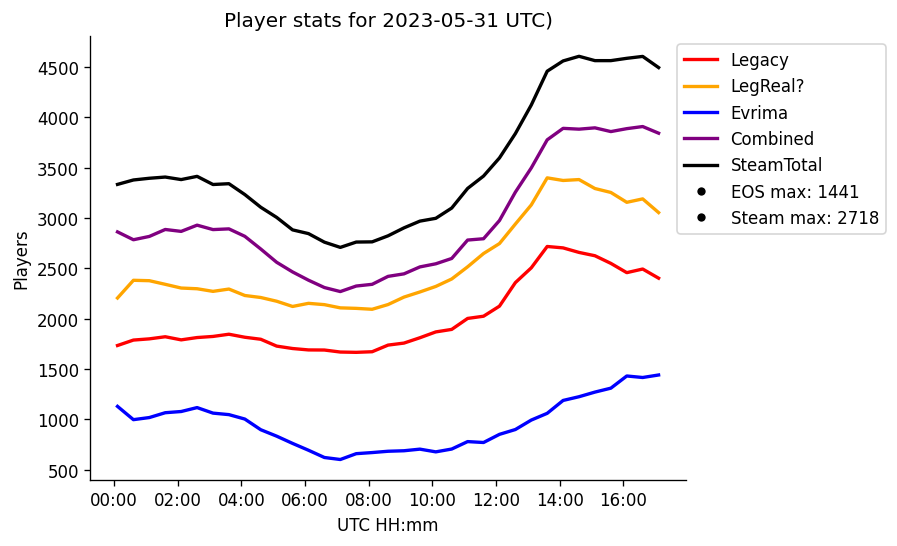 Player stats for 2023-05-31 UTC)
4500
4000
3500
3000
2500
2000
1500
1000
500
Players
00:00 02:00 04:00 06:00 08:00 10:00 12:00 14:00 16:00
UTC HH:mm
Legacy
LegReal?
Evrima
Combined
SteamTotal
EOS max: 1441
Steam max: 2718